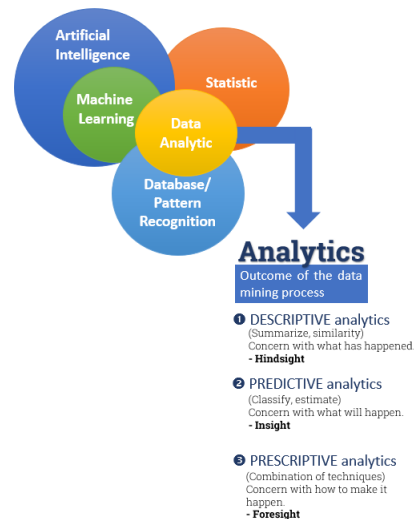 Artificial
Intelligence
Statistic
Machine
Learning
Data
Analytic
Database/
Pattern
Recognition
Analytics
Outcome of the data
mining process
❶ DESCRIPTIVE analytics
(Summarize, similarity)
Concern with what has happened.
- Hindsight
❷ PREDICTIVE analytics
(Classify, estimate)
Concern with what will happen.
- Insight
❸ PRESCRIPTIVE analytics
(Combination of techniques)
Concern with how to make it
happen.
- Foresight